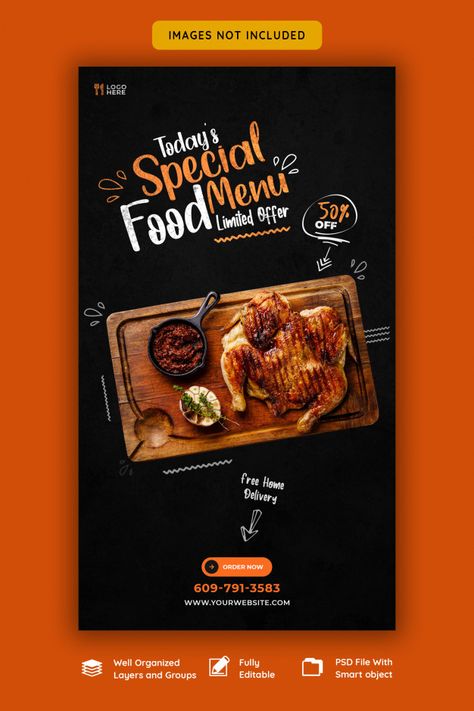 IMAGES NOT INCLUDED
LOGO
HERE
Today's
Special
Food Menu
Limited Offer
50%
OFF
free Home
Delivery
ORDER NOW
609-791-3583
WWW.YOURWEBSITE.COM
Well Organized
Layers and Groups
Fully
Editable
PSD File With
Smart object